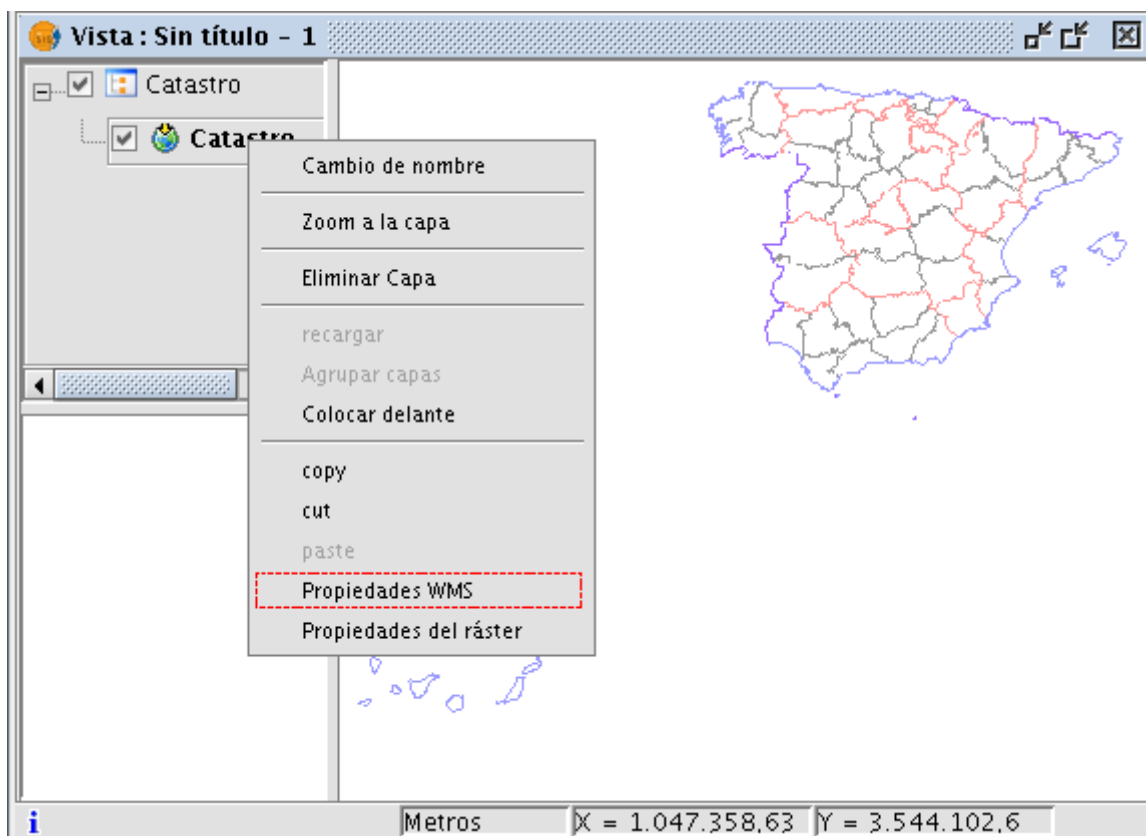 Vista : Sin título - 1
Catastro
Catastro
Cambio de nombre
Zoom a la capa
Eliminar Capa
recargar
Agrupar capas
Colocar delante
copy
cut
paste
Propiedades WMS
Propiedades del ráster
i
Metros X = 1.047.358,63 Y = 3.544.102,6